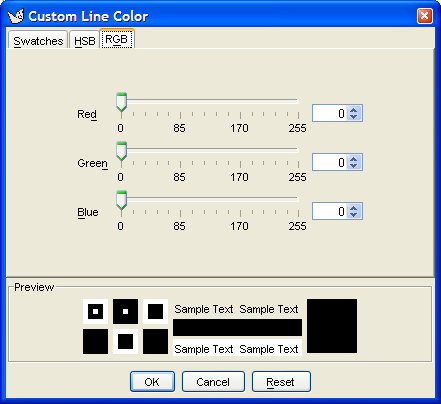 Custom Line Color
Swatches HSB RGB
Red 0
0 85 170 255
Green 0
0 85 170 255
Blue 0
0 85 170 255
Preview
Sample Text Sample Text
Sample Text Sample Text
OK Cancel Reset